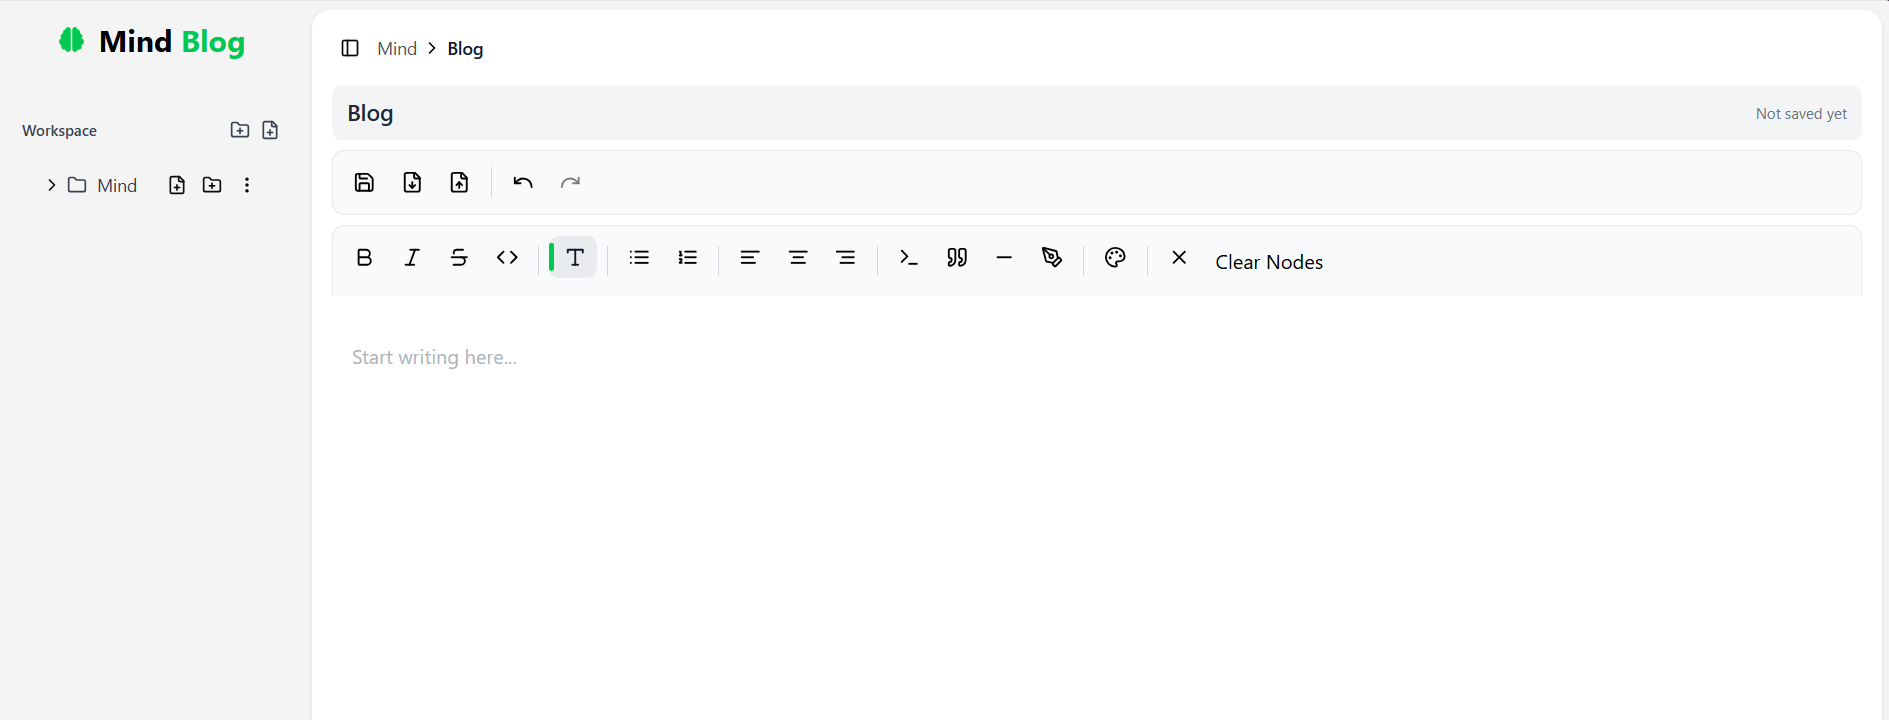 Mind Blog
Mind > Blog
Blog
Not saved yet
Workspace
Mind
Clear Nodes
Start writing here...